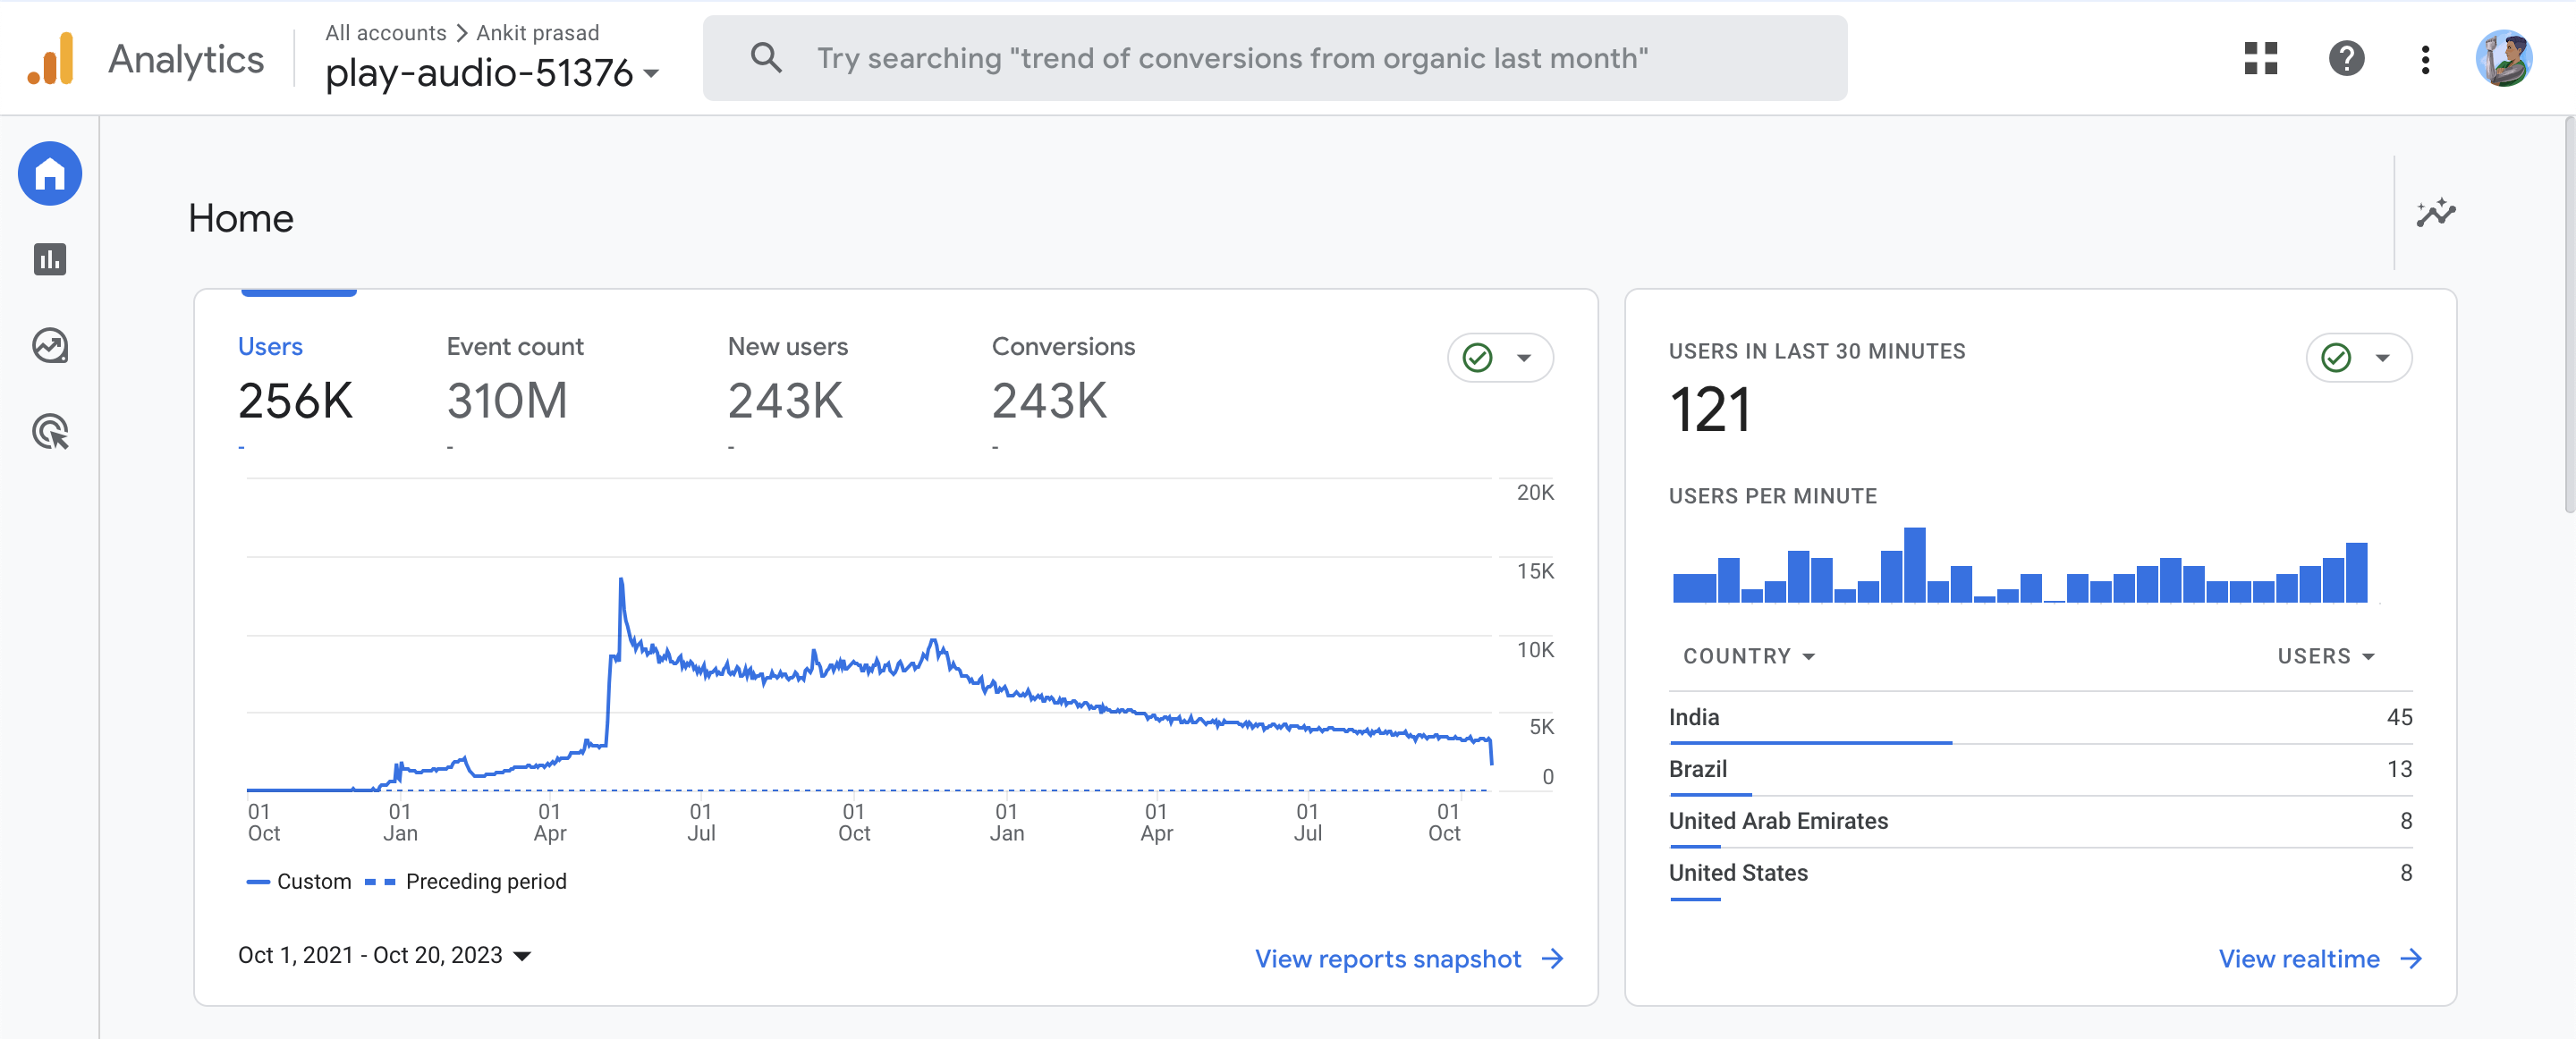 Analytics
All accounts > Ankit prasad
play-audio-51376
Try searching "trend of conversions from organic last month"
Home
Users
256K
-
Event count
310M
-
New users
243K
-
Conversions
243K
-
20K
15K
10K
5K
0
01 Oct
01 Jan
01 Apr
01 Jul
01 Oct
01 Jan
01 Apr
01 Jul
01 Oct
Custom
Preceding period
Oct 1, 2021 - Oct 20, 2023
View reports snapshot
USERS IN LAST 30 MINUTES
121
USERS PER MINUTE
COUNTRY USERS
India 45
Brazil 13
United Arab Emirates 8
United States 8
View realtime